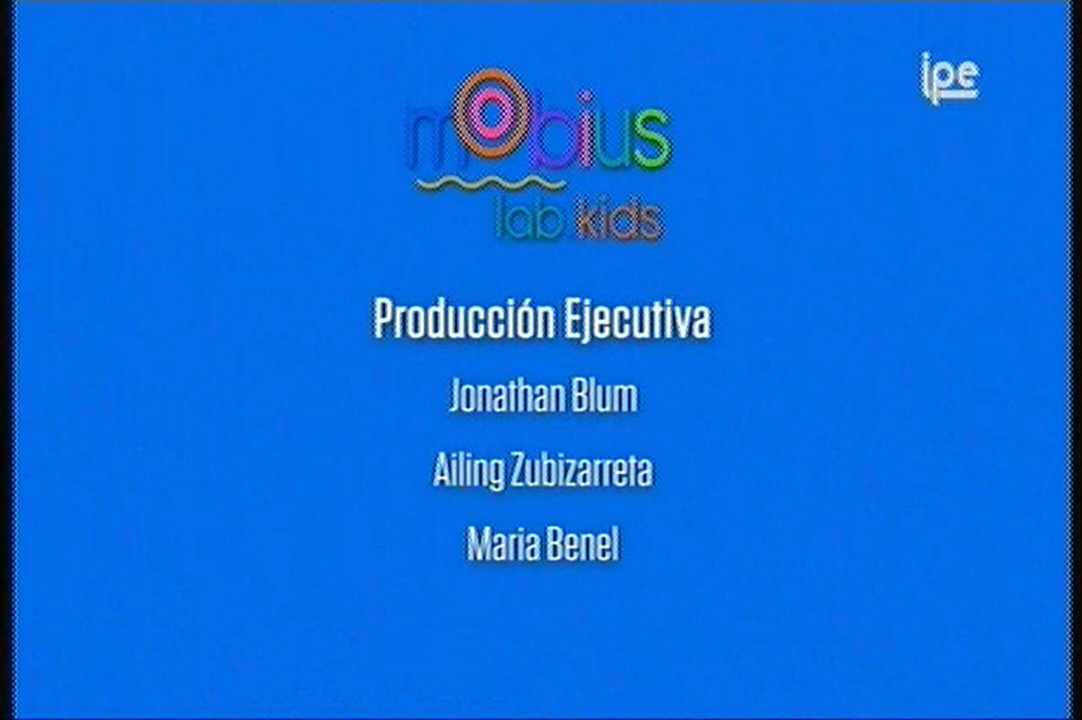 ipe
mobius
lab kids
Producción Ejecutiva
Jonathan Blum
Ailing Zubizarreta
Maria Benel